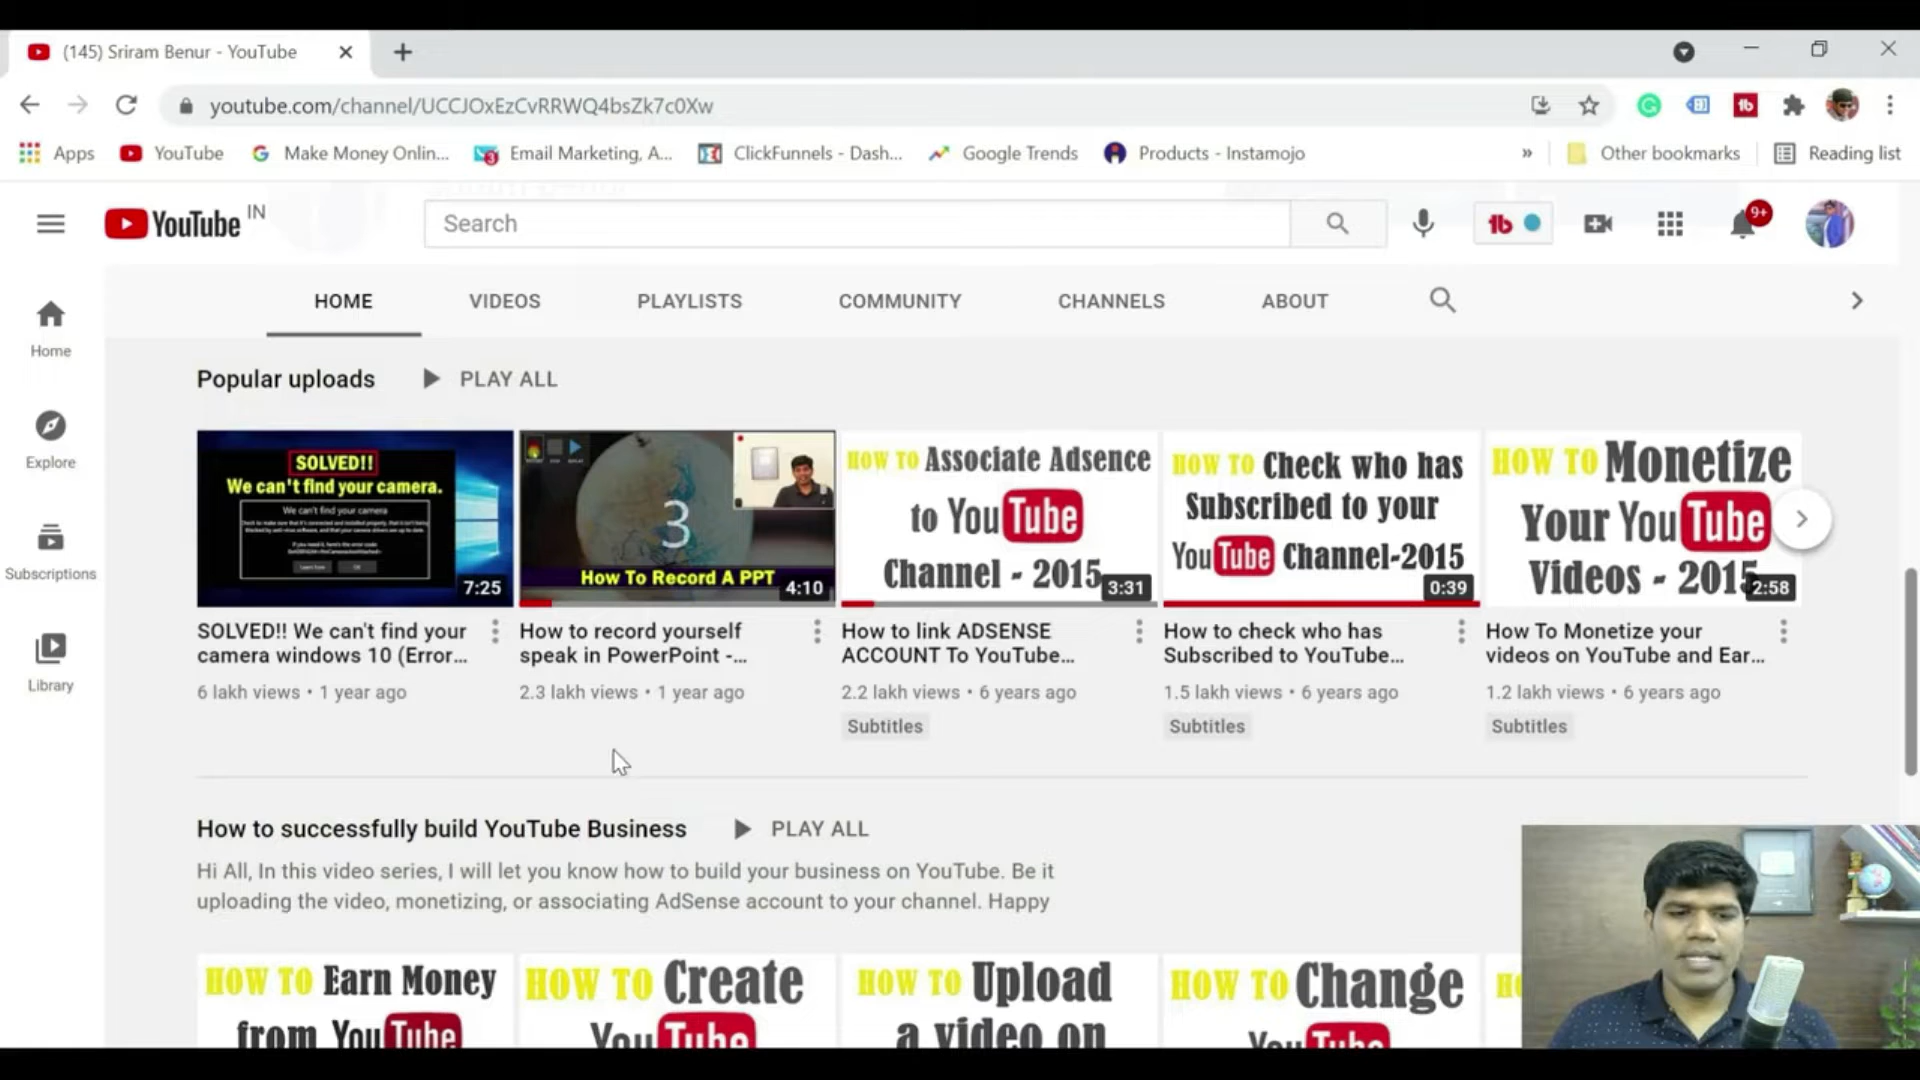 (145) Sriram Benur - YouTube
youtube.com/channel/UCCJOxEzCvRRWQ4bsZk7c0Xw
Apps YouTube Make Money Onlin... Email Marketing, A... ClickFunnels - Dash... Google Trends Products - Instamojo » Other bookmarks Reading list
YouTube IN Search 9+
HOME VIDEOS PLAYLISTS COMMUNITY CHANNELS ABOUT
Home
Explore
Subscriptions
Library
Popular uploads PLAY ALL
SOLVED!!
We can't find your camera.
We can't find your camera
7:25
3
How To Record A PPT
4:10
HOW TO Associate Adsence
to YouTube
Channel - 2015
3:31
HOW TO Check who has
Subscribed to your
YouTube Channel-2015
0:39
HOW TO Monetize
Your YouTube
Videos - 2015
2:58
SOLVED!! We can't find your
camera windows 10 (Error...
6 lakh views • 1 year ago
How to record yourself
speak in PowerPoint -...
2.3 lakh views • 1 year ago
How to link ADSENSE
ACCOUNT To YouTube...
2.2 lakh views • 6 years ago
Subtitles
How to check who has
Subscribed to YouTube...
1.5 lakh views • 6 years ago
Subtitles
How To Monetize your
videos on YouTube and Ear...
1.2 lakh views • 6 years ago
Subtitles
How to successfully build YouTube Business PLAY ALL
Hi All, In this video series, I will let you know how to build your business on YouTube. Be it
uploading the video, monetizing, or associating AdSense account to your channel. Happy
HOW TO Earn Money
from YouTube
HOW TO Create
YouTube
HOW TO Upload
a video on
HOW TO Change
YouTube